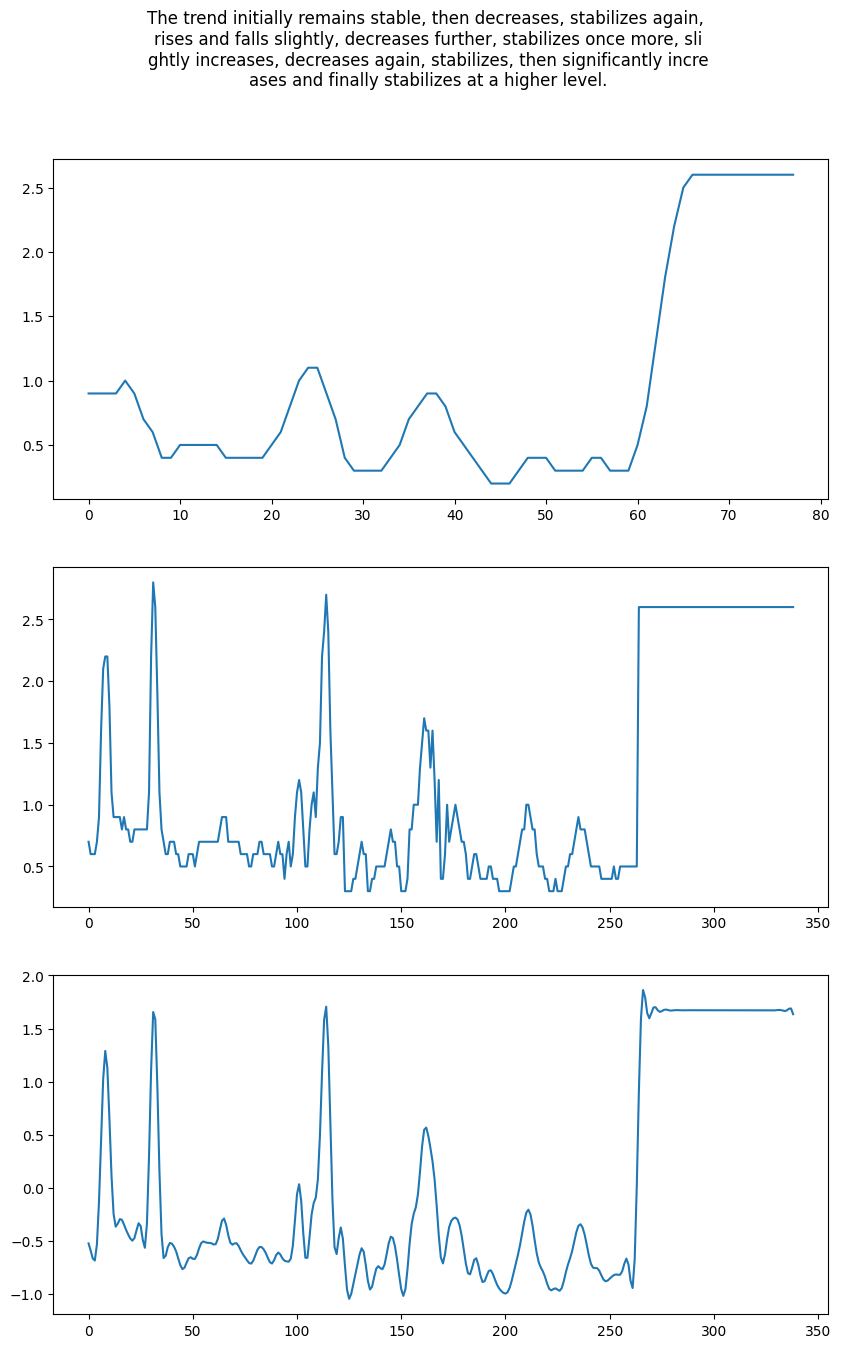 The trend initially remains stable, then decreases, stabilizes again,
rises and falls slightly, decreases further, stabilizes once more, sli
ghtly increases, decreases again, stabilizes, then significantly incre
ases and finally stabilizes at a higher level.
2.5
2.0
1.5
1.0
0.5
0 10 20 30 40 50 60 70 80
2.5
2.0
1.5
1.0
0.5
0 50 100 150 200 250 300 350
2.0
1.5
1.0
0.5
0.0
−0.5
−1.0
0 50 100 150 200 250 300 350